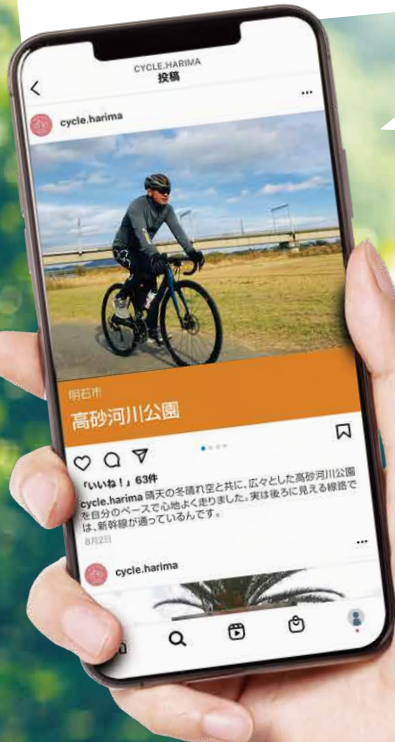 CYCLE.HARIMA
投稿
cycle.harima
明石市
高砂河川公園
「いいね!」63件
cycle.harima 晴天の冬晴れ空と共に、広々とした高砂河川公園
を自分のペースで心地よく走りました。実は後ろに見える線路で
は、新幹線が通っているんです。
8月2日
cycle.harima